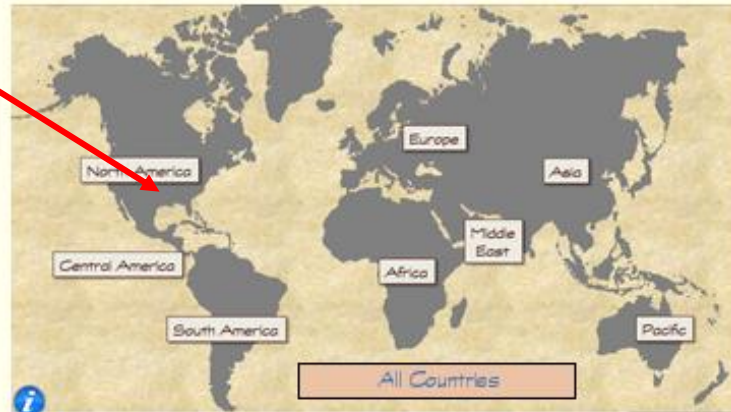 Europe
North America
Asia
Middle
East
Central America
Africa
South America
Pacific
All Countries
i